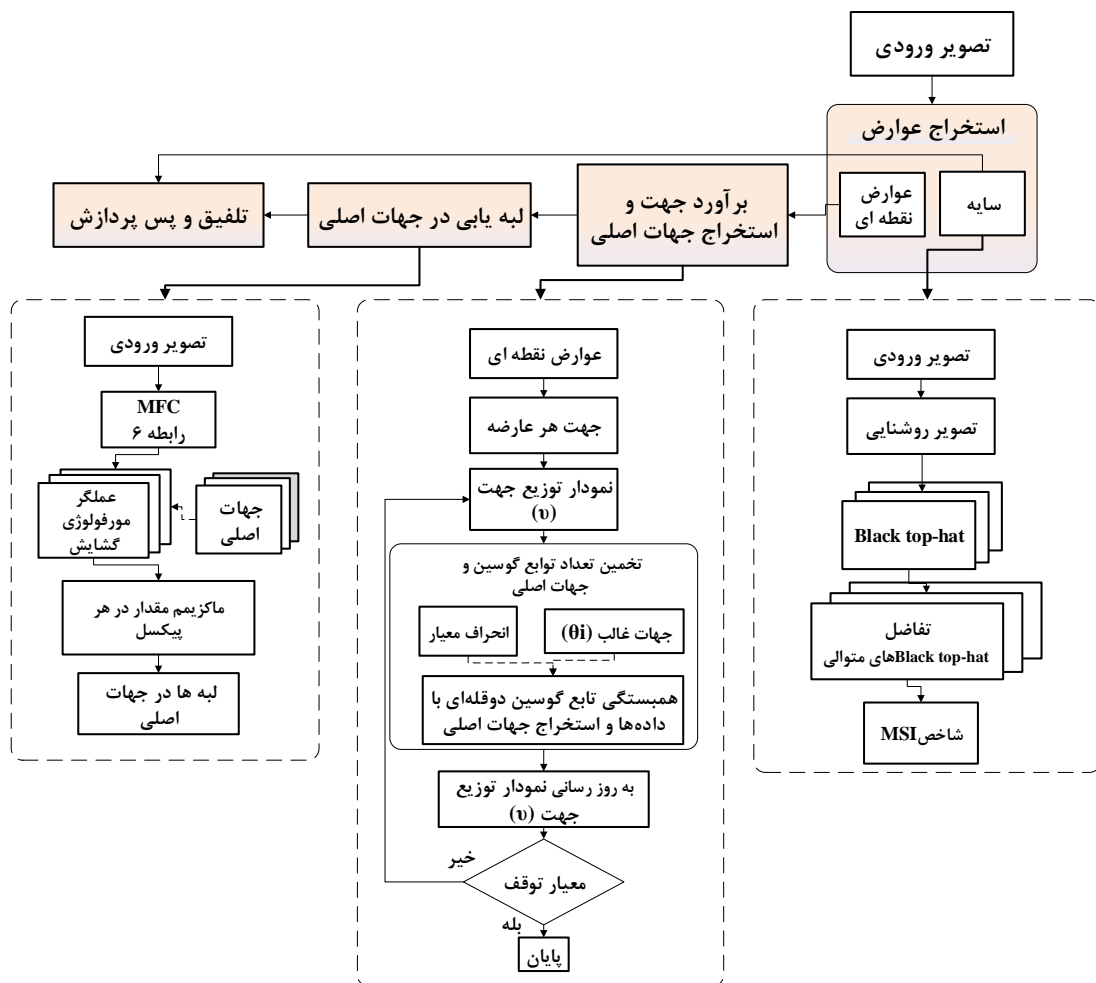 تصویر ورودی
استخراج عوارض
سایه
عوارض
نقطه ای
برآورد جهت و
استخراج جهات اصلی
لبه یابی در جهات اصلی
تلفیق و پس پردازش
تصویر ورودی
تصویر روشنایی
Black top-hat
تفاضل
Black top-hatهای متوالی
شاخصMSI
عوارض نقطه ای
جهت هر عارضه
نمودار توزیع جهت
(υ)
تخمین تعداد توابع گوسین و
جهات اصلی
جهات غالب (θi)
انحراف معیار
همبستگی تابع گوسین دوقله‌ای با
داده‌ها و استخراج جهات اصلی
به روز رسانی نمودار توزیع
جهت (υ)
معیار توقف
خیر
بله
پایان
تصویر ورودی
MFC
رابطه ۶
جهات
اصلی
عملگر
مورفولوژی
گشایش
ماکزیمم مقدار در هر
پیکسل
لبه ها در جهات
اصلی